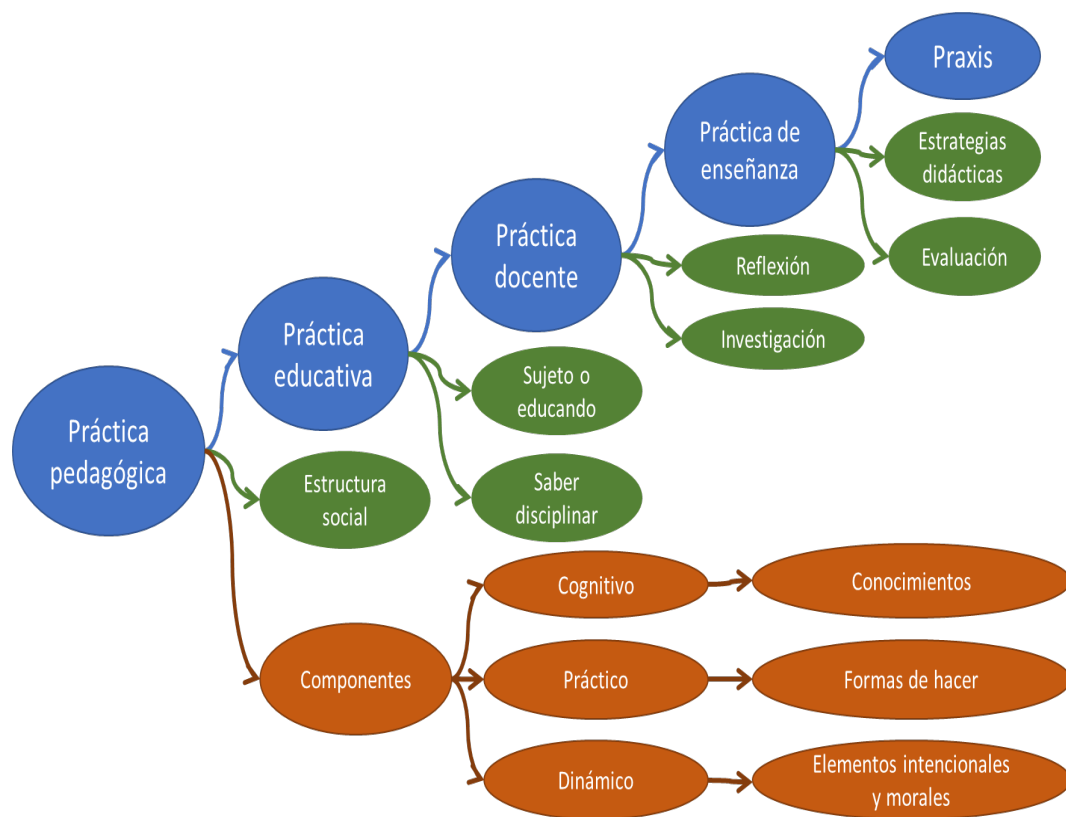 Praxis
Práctica de
enseñanza
Estrategias
didácticas
Práctica
docente
Reflexión
Evaluación
Práctica
educativa
Investigación
Sujeto o
educando
Práctica
pedagógica
Estructura
social
Saber
disciplinar
Cognitivo
Conocimientos
Componentes
Práctico
Formas de hacer
Dinámico
Elementos intencionales
y morales